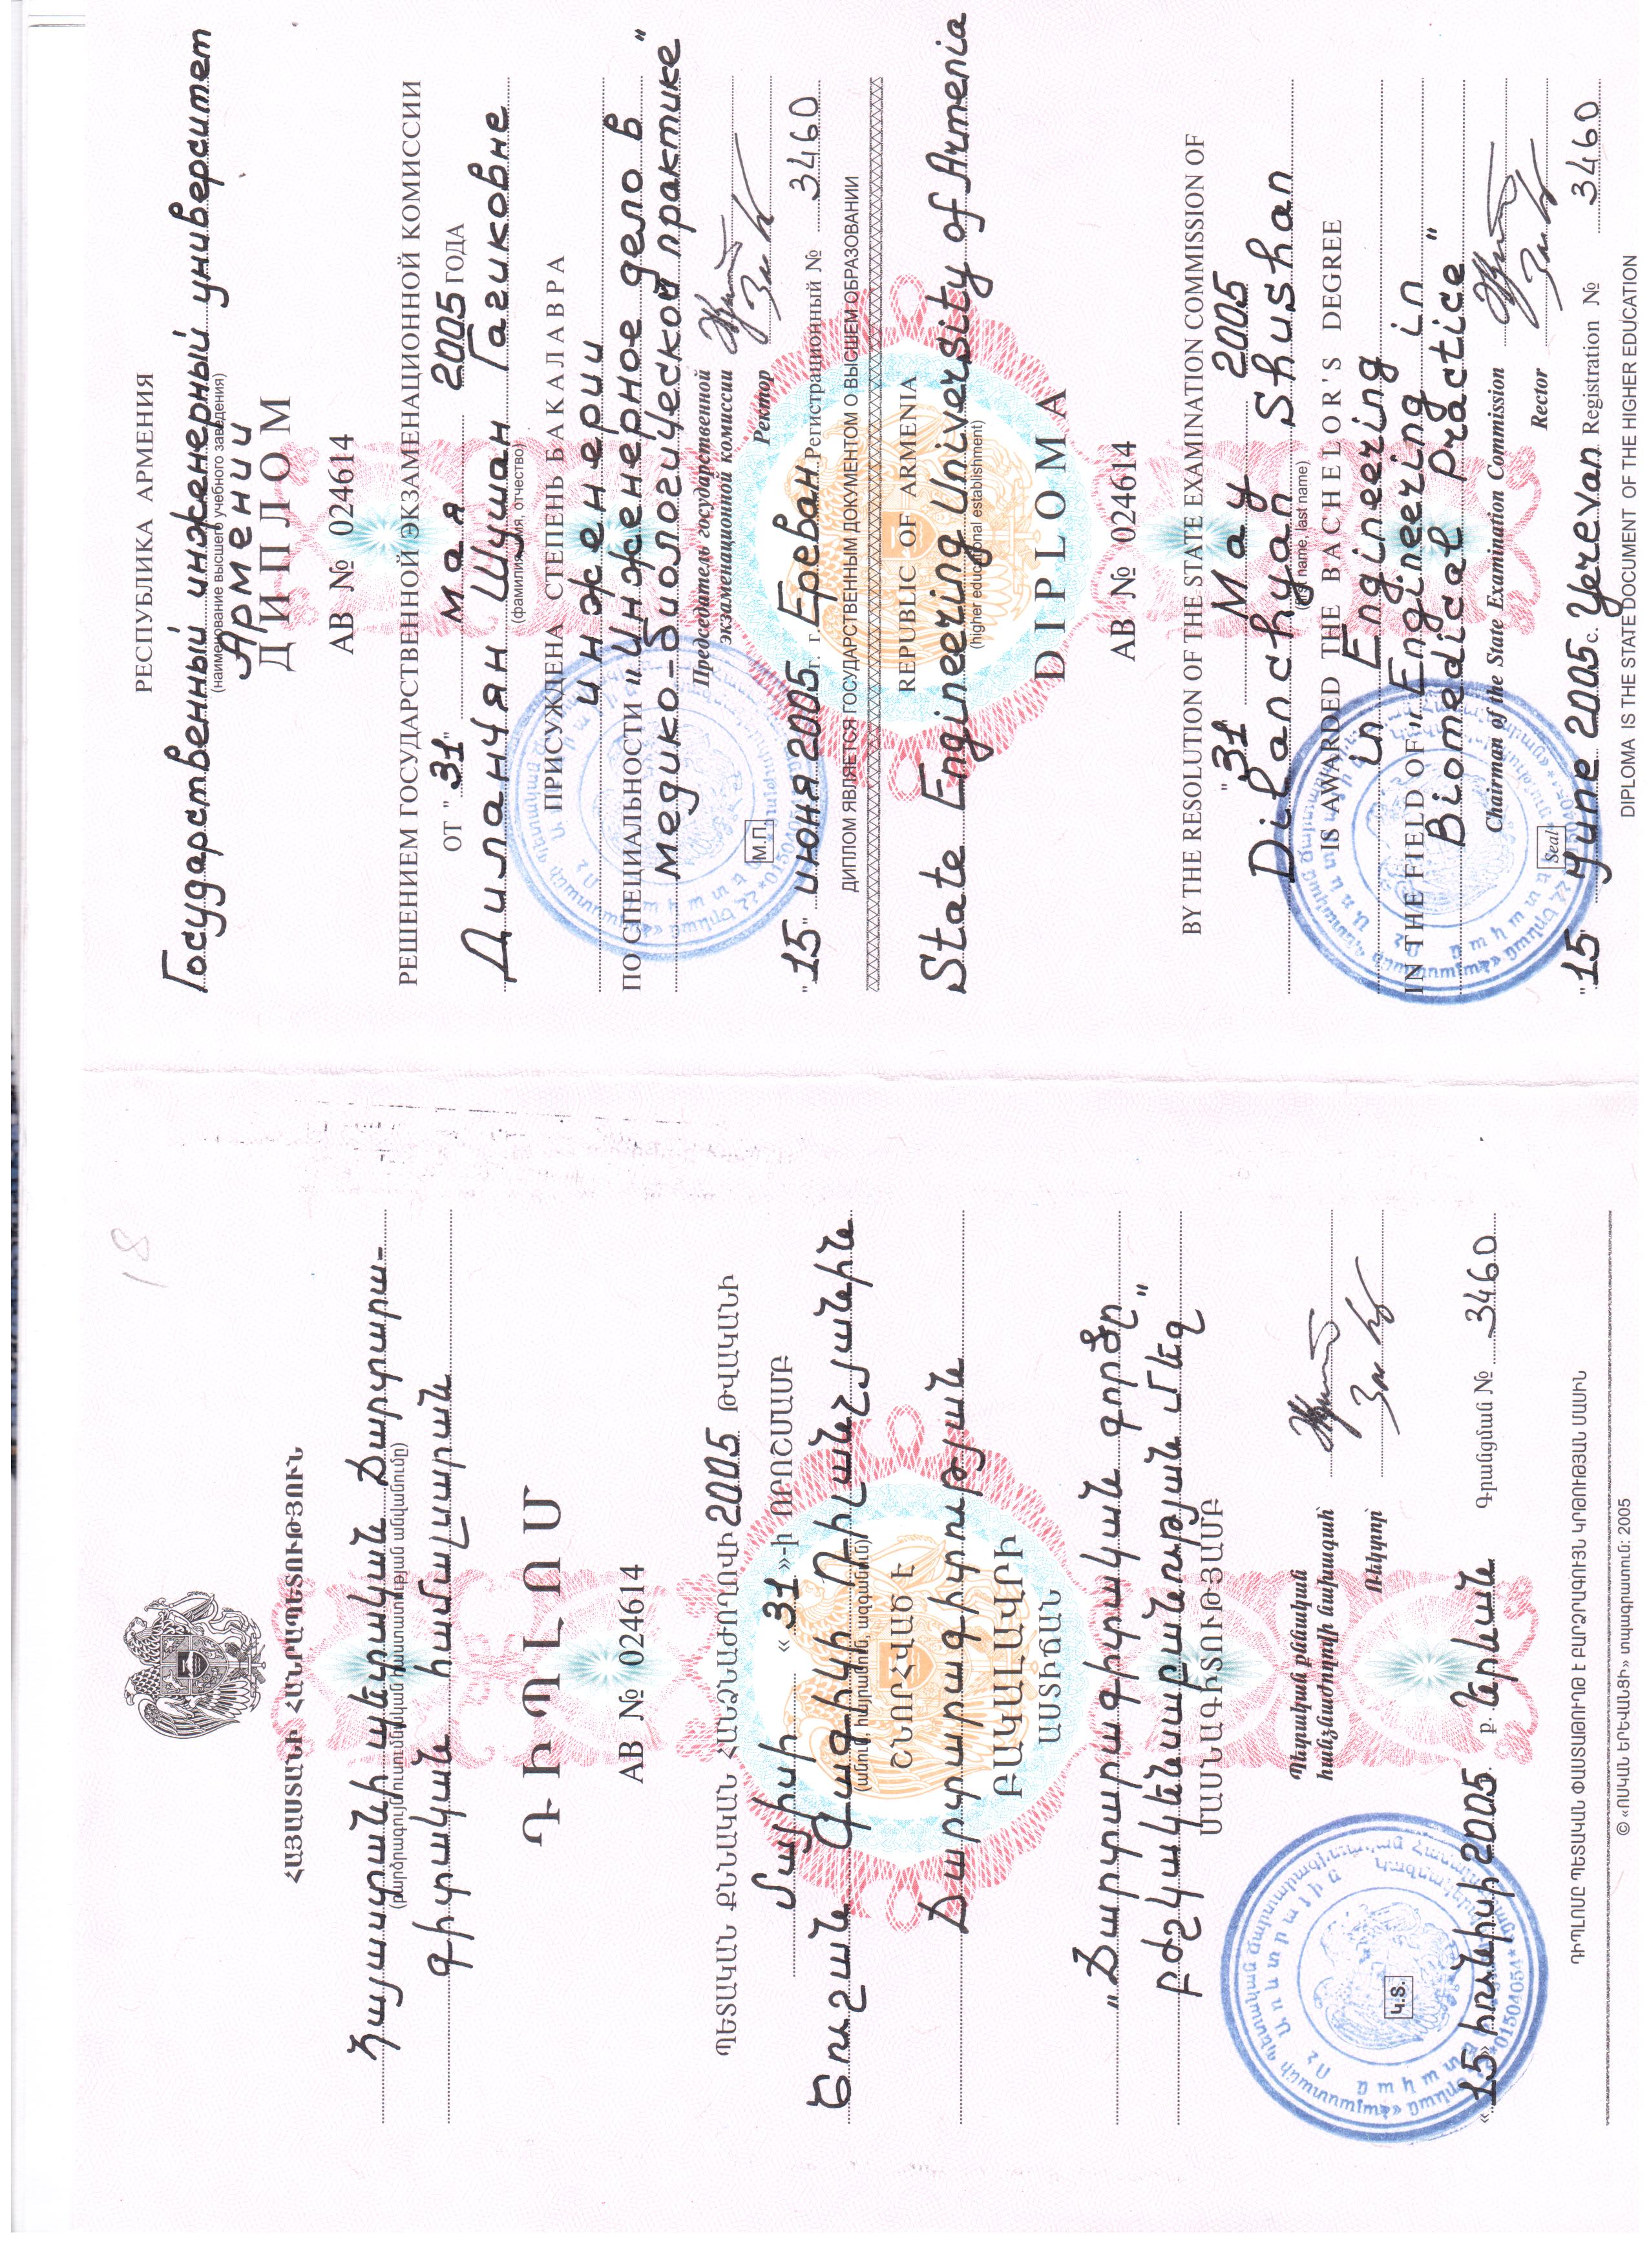 18
ՀԱՅԱՍՏԱՆԻ ՀԱՆՐԱՊԵՏՈՒԹՅՈՒՆ
Հայաստանի պետական Ճարտարա-
(բարձրագույն ուսումնական հաստատության անվանումը)
գիտական համալսարան
ԴԻՊԼՈՄ
AB № 024614
ՊԵՏԱԿԱՆ ՔՆՆԱԿԱՆ ՀԱՆՁՆԱԺՈՂՈՎԻ 2005 ԹՎԱԿԱՆԻ
մայիսի « 31 »-ի ՈՐՈՇՄԱՄԲ
Շուշան Գագիկի Դիլանչյանին
(անուն, հայրանուն, ազգանուն)
ՇՆՈՐՀՎԱԾ Է
Ճարտարագիտության
ԲԱԿԱԼԱՎՐԻ
ԱՍՏԻՃԱՆ
„Ճարտարագիտական գործը
բժշկակենսաբանության մեջ"
ՄԱՍՆԱԳԻՏՈՒԹՅԱՄԲ
Պետական քննական
հանձնաժողովի նախագահ՝
Ռեկտոր՝
Կ.Տ.
«15» հունիսի 2005. ք. Երևան Գրանցման № 3460
ԴԻՊԼՈՄԸ ՊԵՏԱԿԱՆ ՓԱՍՏԱԹՈՒՂԹ Է ԲԱՐՁՐԱԳՈՒՅՆ ԿՐԹՈՒԹՅԱՆ ՄԱՍԻՆ
© «ՈՍԿԱՆ ԵՐԵՎԱՆՑԻ» տպագրատուն: 2005
РЕСПУБЛИКА АРМЕНИЯ
Государственный инженерный университет
(наименование высшего учебного заведения)
Армении
ДИПЛОМ
АВ № 024614
РЕШЕНИЕМ ГОСУДАРСТВЕННОЙ ЭКЗАМЕНАЦИОННОЙ КОМИССИИ
ОТ "31" мая 2005 ГОДА
Диланчян Шушан Гагиковне
(фамилия, имя, отчество)
ПРИСУЖДЕНА СТЕПЕНЬ БАКАЛАВРА
инженерии
ПО СПЕЦИАЛЬНОСТИ „Инженерное дело в
медико-биологической практике"
Председатель государственной
экзаменационной комиссии
М.П.
Ректор
"15" июня 2005 г. г. Ереван Регистрационный № 3460
ДИПЛОМ ЯВЛЯЕТСЯ ГОСУДАРСТВЕННЫМ ДОКУМЕНТОМ О ВЫСШЕМ ОБРАЗОВАНИИ
REPUBLIC OF ARMENIA
State Engineering University of Armenia
(higher educational establishment)
DIPLOMA
AB № 024614
BY THE RESOLUTION OF THE STATE EXAMINATION COMMISSION OF
"31" May 2005
Dilanchyan Shushan
(first name, last name)
IS AWARDED THE BACHELOR'S DEGREE
in Engineering
IN THE FIELD OF „Engineering in
Biomedical Practice"
Chairman of the State Examination Commission
Rector
Seal
"15" June 2005 c. Yerevan Registration № 3460
DIPLOMA IS THE STATE DOCUMENT OF THE HIGHER EDUCATION